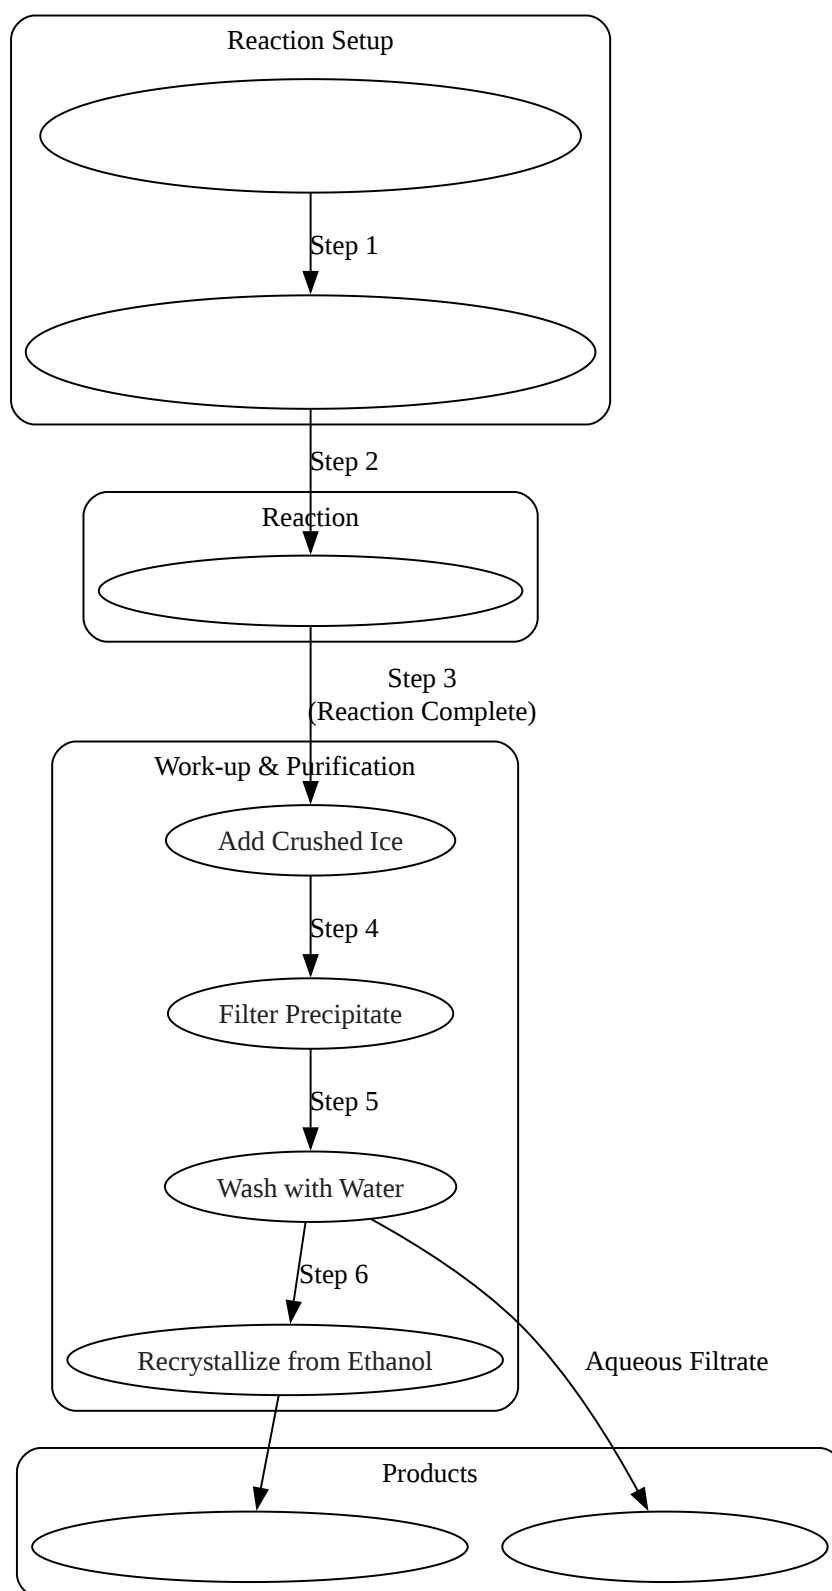 Reaction Setup
Step 1
Step 2
Reaction
Step 3
(Reaction Complete)
Work-up & Purification
Add Crushed Ice
Step 4
Filter Precipitate
Step 5
Wash with Water
Step 6
Recrystallize from Ethanol
Aqueous Filtrate
Products